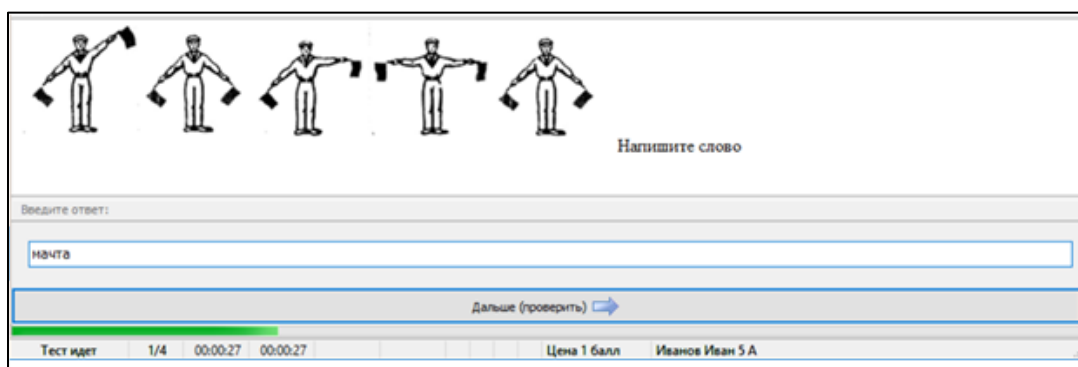 Напишите слово
Введите ответ:
мачта
Дальше (проверить)
Тест идет 1/4 00:00:27 00:00:27 Цена 1 балл Иванов Иван 5 А